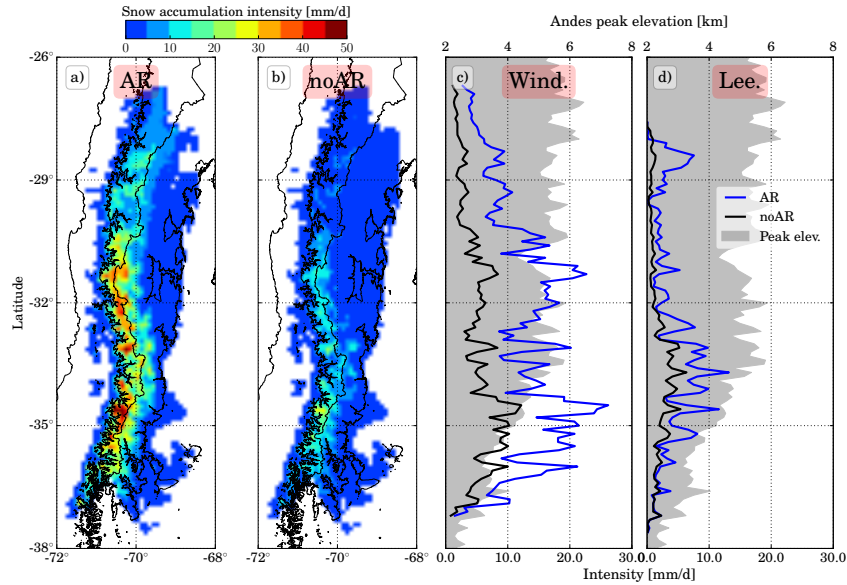 Snow accumulation intensity [mm/d]
0 10 20 30 40 50
Andes peak elevation [km]
2 4 6 8 2 4 6 8
-26°
-29°
-32°
-35°
-38°
Latitude
a) AR
b) noAR
c) Wind.
d) Lee.
AR
noAR
Peak elev.
-72 -70 -68° -72 -70 -68°
0.0 10.0 20.0 30.0 0.0 10.0 20.0 30.0
Intensity [mm/d]